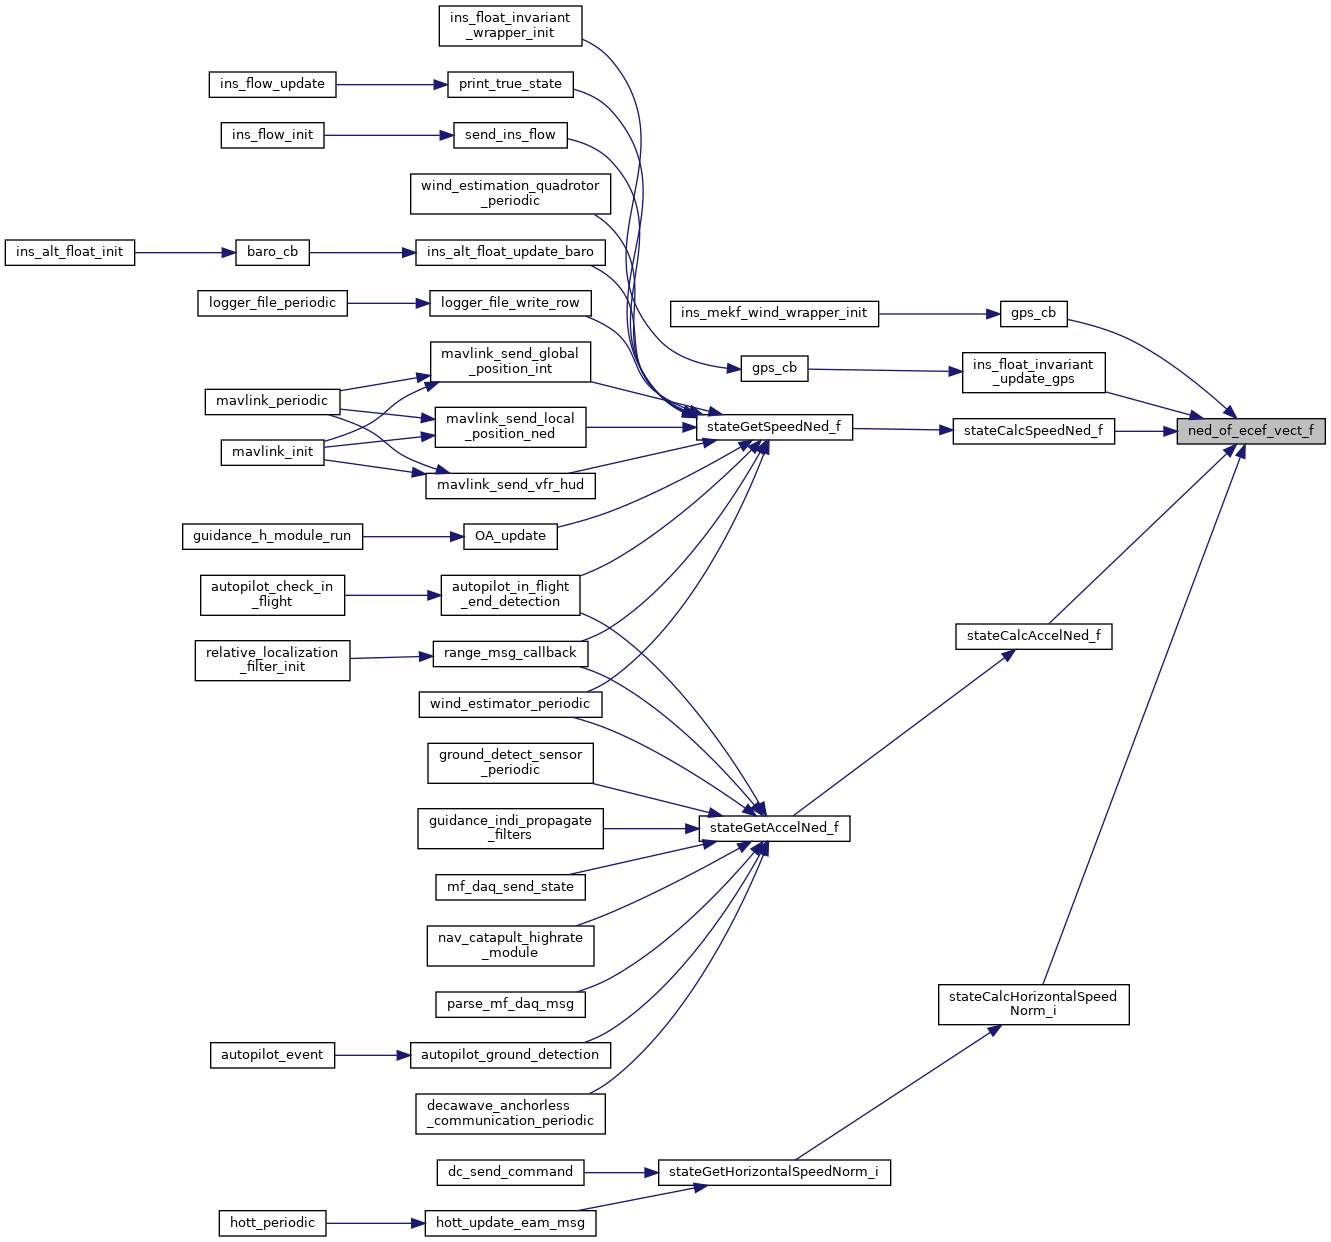 ins_float_invariant
_wrapper_init
ins_flow_update
print_true_state
ins_flow_init
send_ins_flow
wind_estimation_quadrotor
_periodic
ins_alt_float_init
baro_cb
ins_alt_float_update_baro
logger_file_periodic
logger_file_write_row
ins_mekf_wind_wrapper_init
gps_cb
mavlink_send_global
_position_int
gps_cb
ins_float_invariant
_update_gps
mavlink_periodic
mavlink_send_local
_position_ned
stateGetSpeedNed_f
stateCalcSpeedNed_f
ned_of_ecef_vect_f
mavlink_init
mavlink_send_vfr_hud
guidance_h_module_run
OA_update
autopilot_check_in
_flight
autopilot_in_flight
_end_detection
stateCalcAccelNed_f
relative_localization
_filter_init
range_msg_callback
wind_estimator_periodic
ground_detect_sensor
_periodic
guidance_indi_propagate
_filters
stateGetAccelNed_f
mf_daq_send_state
nav_catapult_highrate
_module
parse_mf_daq_msg
stateCalcHorizontalSpeed
Norm_i
autopilot_event
autopilot_ground_detection
decawave_anchorless
_communication_periodic
dc_send_command
stateGetHorizontalSpeedNorm_i
hott_periodic
hott_update_eam_msg